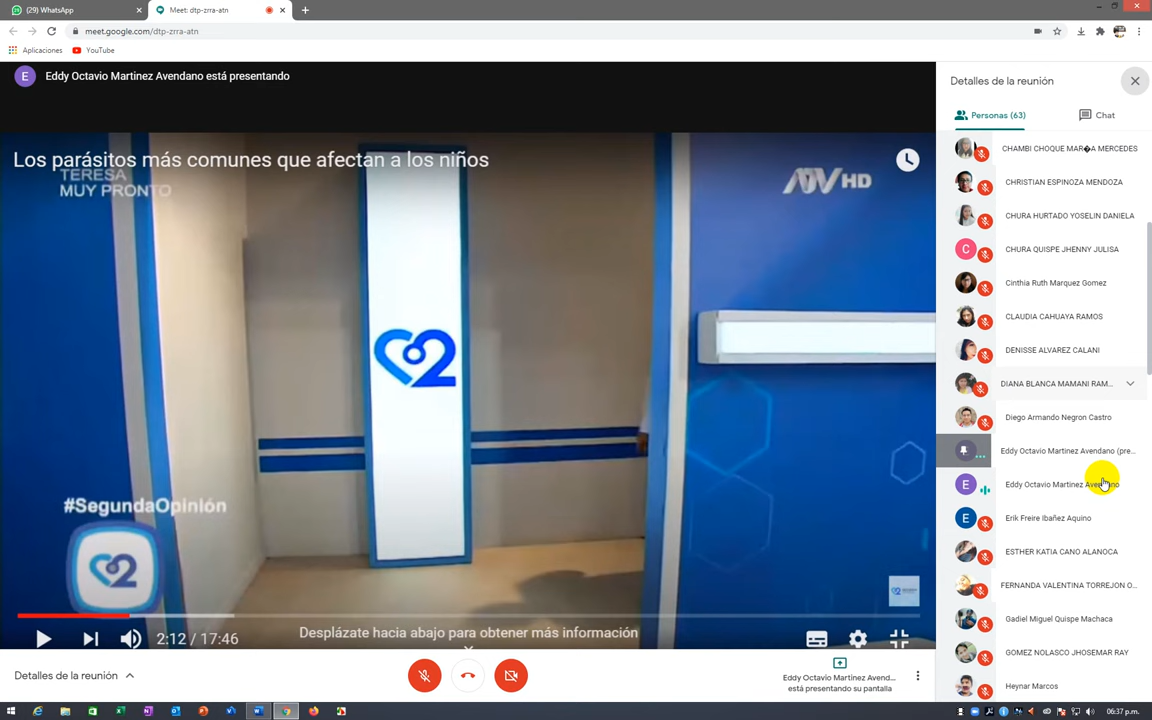 (29) WhatsApp
Meet: dtp-zrra-atn
meet.google.com/dtp-zrra-atn
Aplicaciones
YouTube
E
Eddy Octavio Martinez Avendano está presentando
Los parásitos más comunes que afectan a los niños
TERESA
MUY PRONTO
ATV HD
#SegundaOpinión
2:12 / 17:46
Desplázate hacia abajo para obtener más información
Detalles de la reunión
Eddy Octavio Martinez Avend...
está presentando su pantalla
Detalles de la reunión
Personas (63)
Chat
CHAMBI CHOQUE MAR�A MERCEDES
CHRISTIAN ESPINOZA MENDOZA
CHURA HURTADO YOSELIN DANIELA
C
CHURA QUISPE JHENNY JULISA
Cinthia Ruth Marquez Gomez
CLAUDIA CAHUAYA RAMOS
DENISSE ALVAREZ CALANI
DIANA BLANCA MAMANI RAM...
Diego Armando Negron Castro
Eddy Octavio Martinez Avendano (pre...
E
Eddy Octavio Martinez Avendano
E
Erik Freire Ibañez Aquino
ESTHER KATIA CANO ALANOCA
FERNANDA VALENTINA TORREJON O...
Gadiel Miguel Quispe Machaca
GOMEZ NOLASCO JHOSEMAR RAY
Heynar Marcos
06:37 p.m.